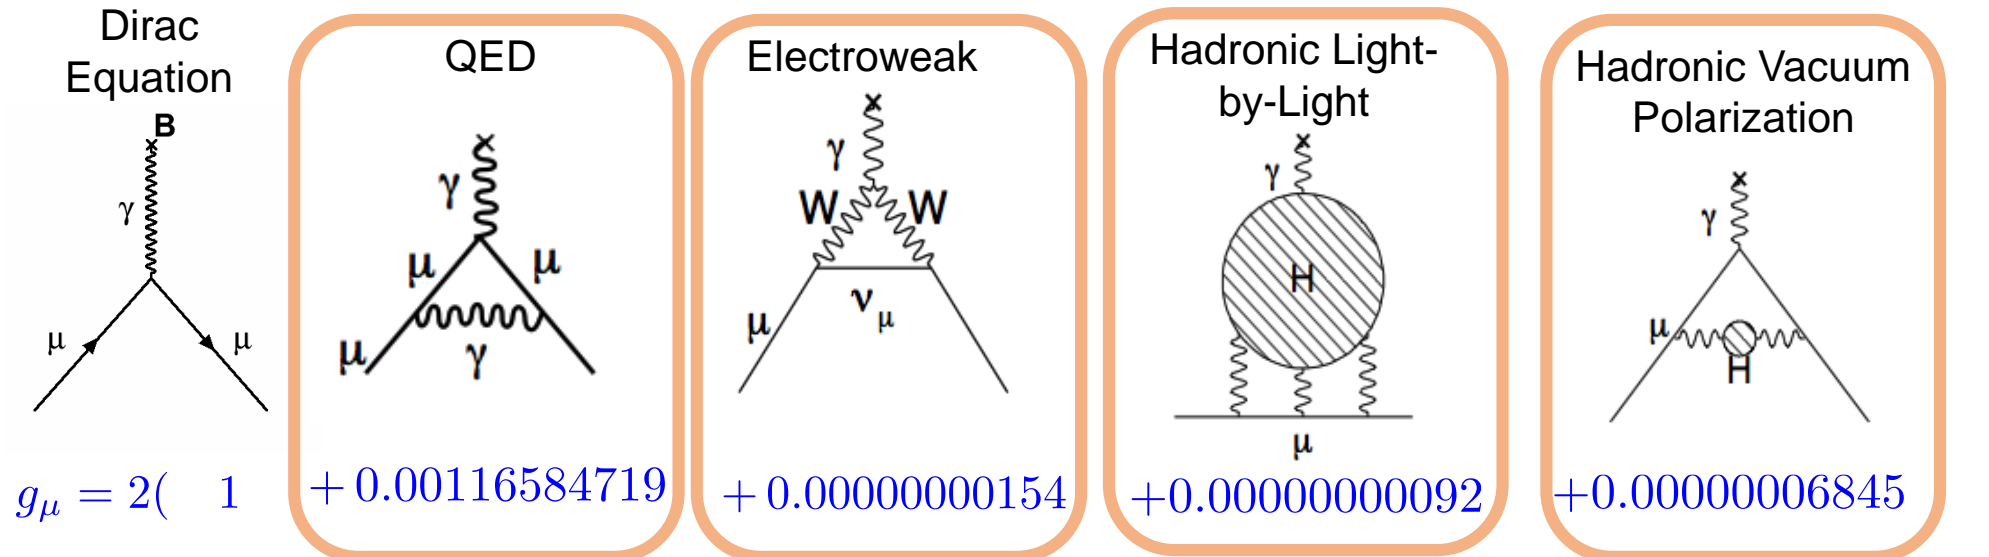 Dirac
Equation
B
γ
μ
μ
g_μ = 2( 1
QED
γ
μ
μ
μ
γ
+ 0.00116584719
Electroweak
γ
W
W
ν_μ
μ
+ 0.00000000154
Hadronic Light-
by-Light
γ
H
μ
+0.00000000092
Hadronic Vacuum
Polarization
γ
μ
H
+0.00000006845